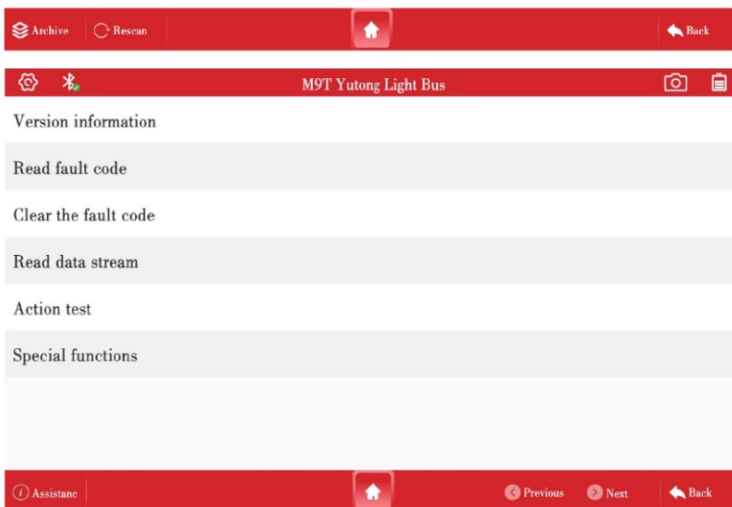 Archive Rescan Back
M9T Yutong Light Bus
Version information
Read fault code
Clear the fault code
Read data stream
Action test
Special functions
Assistanc Previous Next Back